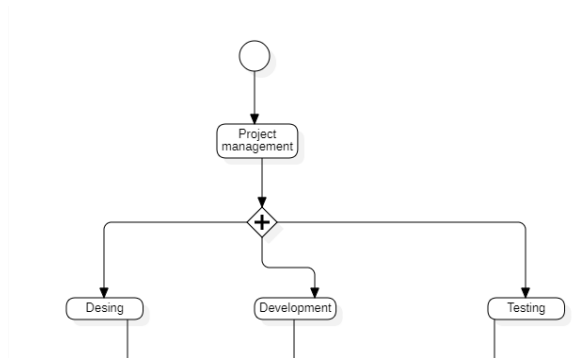 Project
management
Desing
Development
Testing